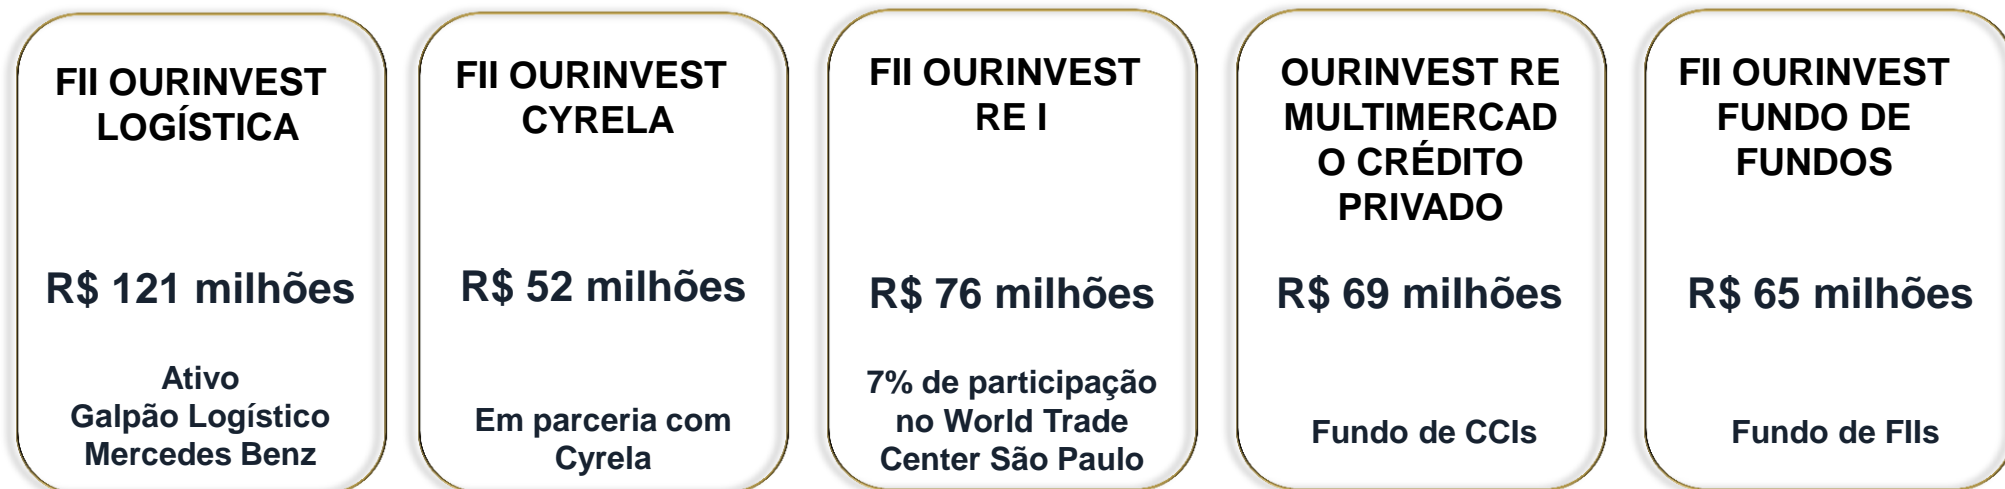 FII OURINVEST
LOGÍSTICA
R$ 121 milhões
Ativo
Galpão Logístico
Mercedes Benz
FII OURINVEST
CYRELA
R$ 52 milhões
Em parceria com
Cyrela
FII OURINVEST
RE I
R$ 76 milhões
7% de participação
no World Trade
Center São Paulo
OURINVEST RE
MULTIMERCAD
O CRÉDITO
PRIVADO
R$ 69 milhões
Fundo de CCIs
FII OURINVEST
FUNDO DE
FUNDOS
R$ 65 milhões
Fundo de FIIs